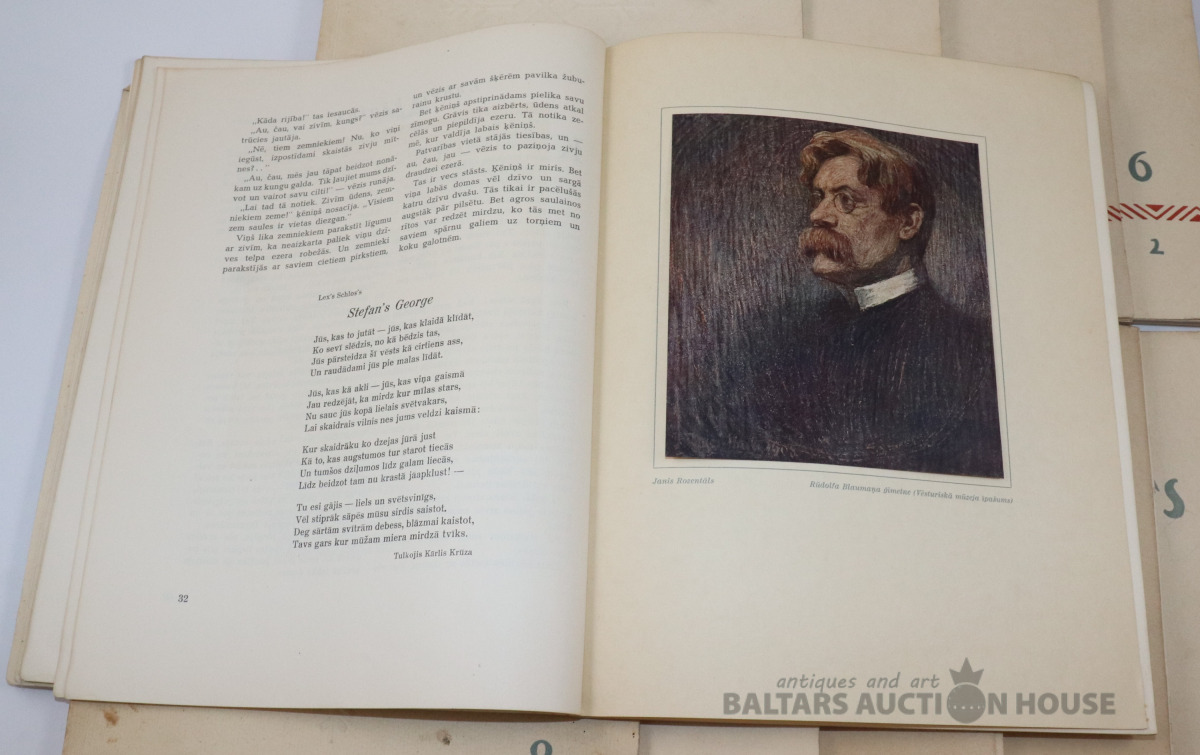 „Kāda rījība!" tas iesaucās.
„Au, čau, vai zivīm, kungs?" vēzis sa-
trūcies jautāja.
„Nē, tiem zemniekiem! Nu, ko viņi
iegūst, izpostīdami skaistās zivju mīt-
nes?. ."
„Au, čau, mēs jau tāpat beidzot nonā-
kam uz kungu galda. Tik ļaujiet mums dzī-
vot un vairot savu cilti!" — vēzis runāja.
„Lai tad tā notiek. Zivīm ūdens, zem-
niekiem zeme!" ķēniņš nosacīja. „Visiem
zem saules ir vietas diezgan."
Viņš lika zemniekiem parakstīt līgumu
ar zivīm, ka neaizkarta paliek viņu dzī-
ves telpa ezera robežās. Un zemnieki
parakstījās ar saviem cietiem pirkstiem.
un vēzis ar savām šķērēm pavilka žubu-
rainu krustu.
Bet ķēniņš apstiprinādams pielika savu
zīmogu. Grāvis tika aizbērts, ūdens atkal
cēlās un piepildīja ezeru. Tā notika ze-
mē, kur valdīja labais ķēniņš.
Patvarības vietā stājās tiesības, un —
au, čau, jau — vēzis to paziņoja zivju
draudzei ezerā.
Tas ir vecs stāsts. Ķēniņš ir miris. Bet
viņa labās domas vēl dzīvo un sargā
katru dzīvu dvašu. Tās tikai ir pacēlušās
augstāk par pilsētu. Bet agros saulainos
rītos var redzēt mirdzu, ko tās met no
saviem spārnu galiem uz torņiem un
koku galotnēm.
Lex's Schlos's
Stefan's George
Jūs, kas to jutāt — jūs, kas klaidā klīdāt,
Ko sevī slēdzis, no kā bēdzis tas,
Jūs pārsteidza šī vēsts kā cirtiens ass,
Un raudādami jūs pie malas līdāt.
Jūs, kas kā akli — jūs, kas viņa gaismā
Jau redzējāt, ka mirdz kur mīlas stars,
Nu sauc jūs kopā lielais svētvakars,
Lai skaidrais vilnis nes jums veldzi kaismā:
Kur skaidrāku ko dzejas jūrā just
Kā to, kas augstumos tur starot tiecās
Un tumšos dziļumos līdz galam liecās,
Līdz beidzot tam nu krastā jāapklust! —
Tu esi gājis — liels un svētsvinīgs,
Vēl stiprāk sāpēs mūsu sirdis saistot,
Deg sārtām svītrām debess, blāzmai kaistot,
Tavs gars kur mūžam miera mirdzā tvīks.
Tulkojis Kārlis Krūza
32
Janis Rozentāls
Rūdolfa Blaumaņa ģīmetne (Vēsturiskā mūzeja īpašums)
6
2
s
9
antiques and art
BALTARS AUCTION HOUSE